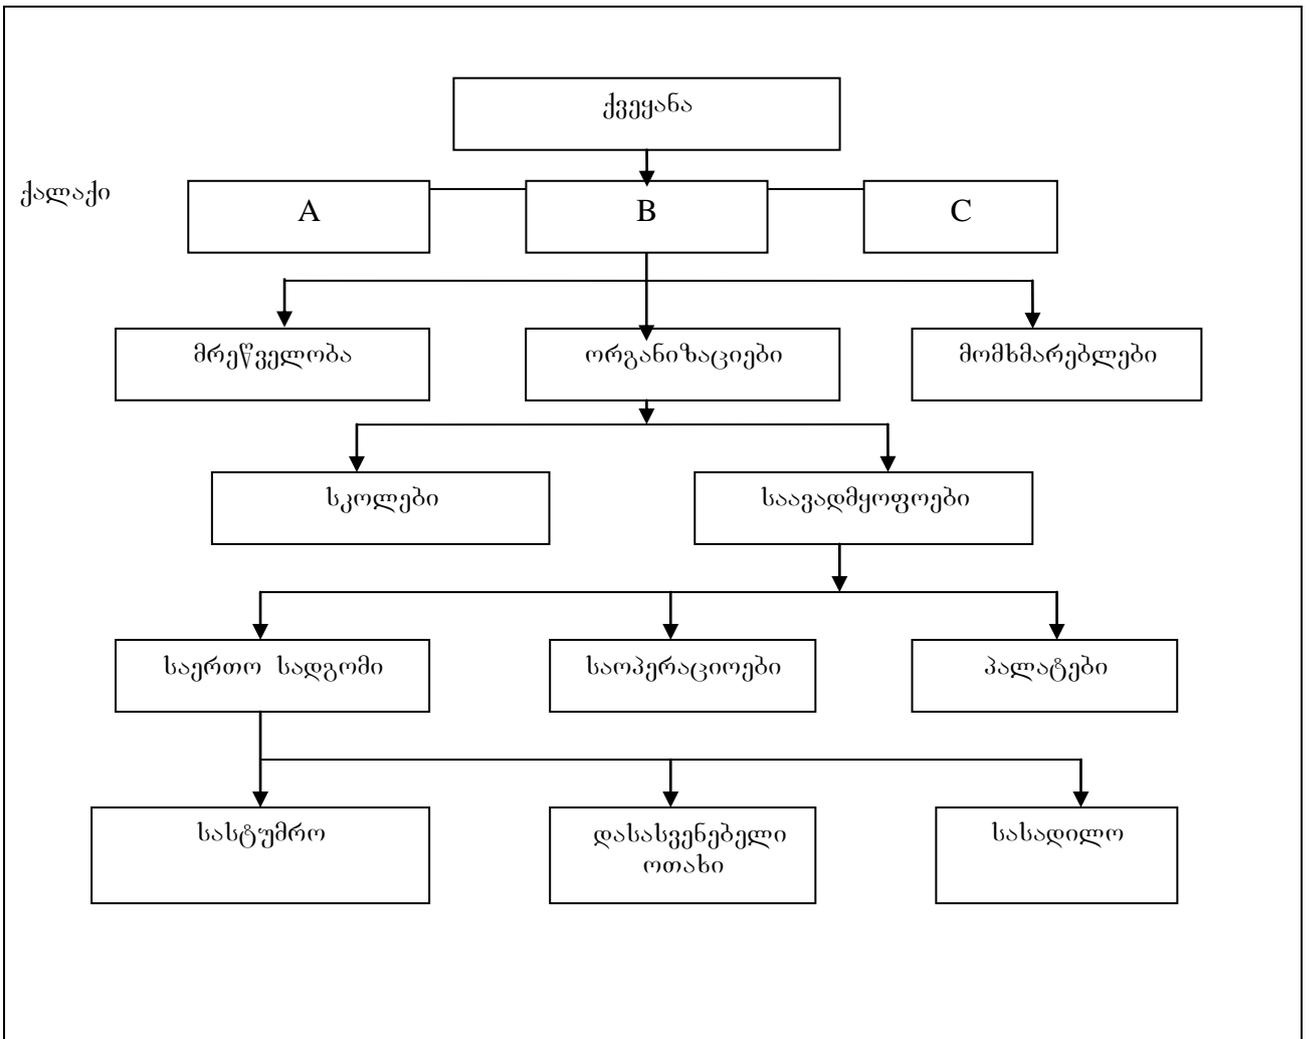 ქვეყანა
ქალაქი
A
B
C
მრეწველობა
ორგანიზაციები
მომხმარებლები
სკოლები
საავადმყოფოები
საერთო სადგომი
საოპერაციოები
პალატები
სასტუმრო
დასასვენებელი
ოთახი
სასადილო